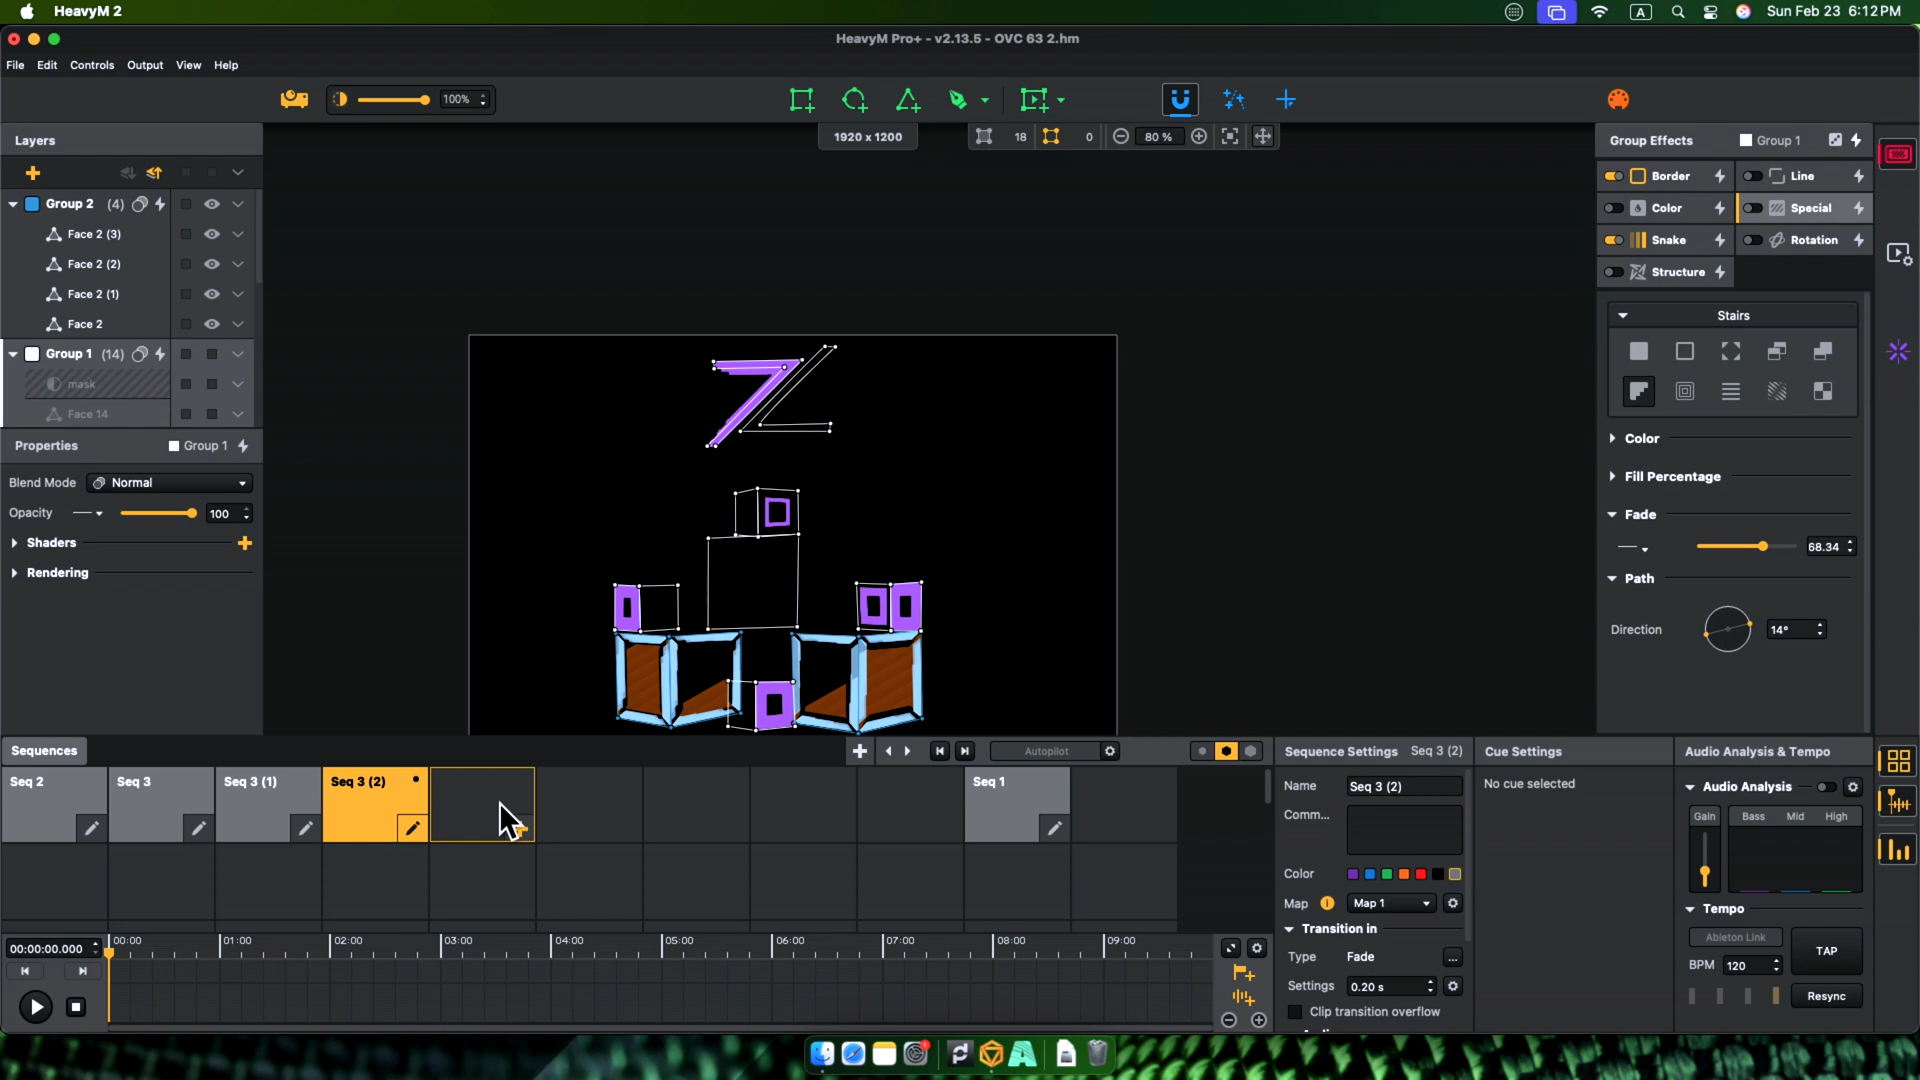 HeavyM 2
A
Sun Feb 23 6:12 PM
HeavyM Pro+ - v2.13.5 - OVC 63 2.hm
File Edit Controls Output View Help
100%
Layers
1920 x 1200
18
0
80 %
Group Effects
Group 1
Group 2 (4)
Face 2 (3)
Face 2 (2)
Face 2 (1)
Face 2
Group 1 (14)
mask
Face 14
Border
Line
Color
Special
Snake
Rotation
Structure
Stairs
Color
Fill Percentage
Fade
68.34
Path
Direction
14°
Properties
Group 1
Blend Mode
Normal
Opacity
100
Shaders
Rendering
Sequences
Autopilot
Seq 2
Seq 3
Seq 3 (1)
Seq 3 (2)
Seq 1
00:00:00.000
00:00
01:00
02:00
03:00
04:00
05:00
06:00
07:00
08:00
09:00
Sequence Settings Seq 3 (2)
Name
Seq 3 (2)
Comm...
Color
Map
Map 1
Transition in
Type
Fade
...
Settings
0.20 s
Clip transition overflow
Cue Settings
No cue selected
Audio Analysis & Tempo
Audio Analysis
Gain
Bass
Mid
High
Tempo
Ableton Link
TAP
BPM
120
Resync